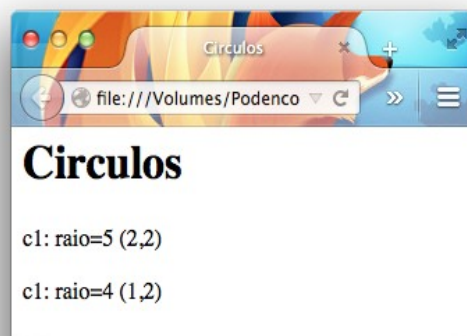 Circulos
file:///Volumes/Podenco
Circulos
c1: raio=5 (2,2)
c1: raio=4 (1,2)